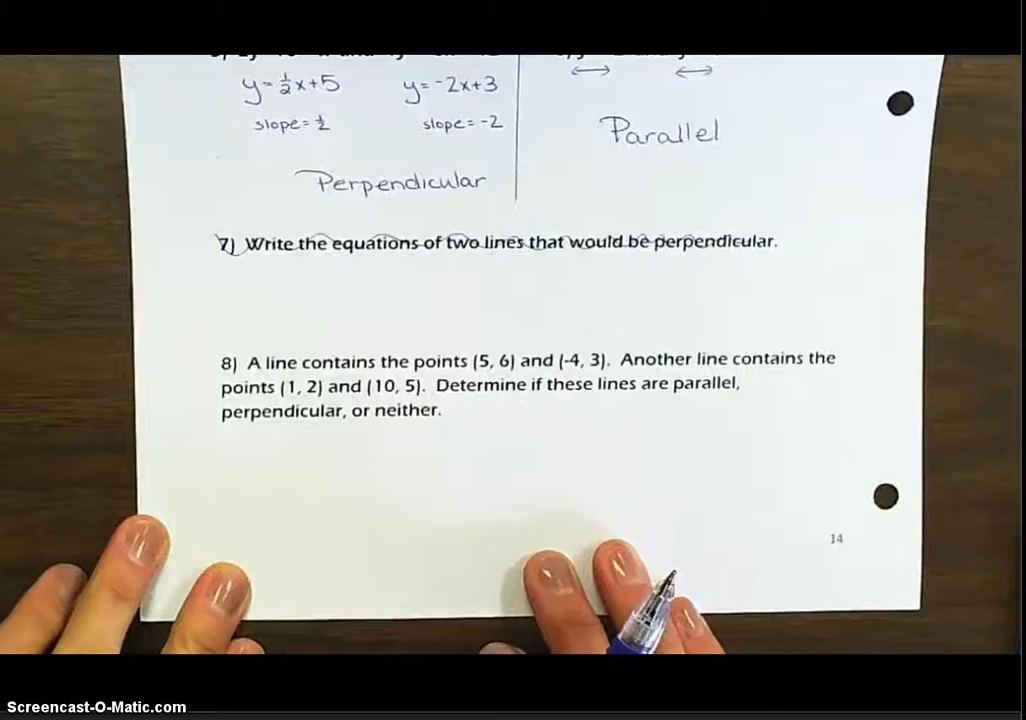 y=½x+5 y=-2x+3
slope=½ slope=-2
Parallel
Perpendicular
7) Write the equations of two lines that would be perpendicular.
8) A line contains the points (5, 6) and (-4, 3). Another line contains the
points (1, 2) and (10, 5). Determine if these lines are parallel,
perpendicular, or neither.
14
Screencast-O-Matic.com